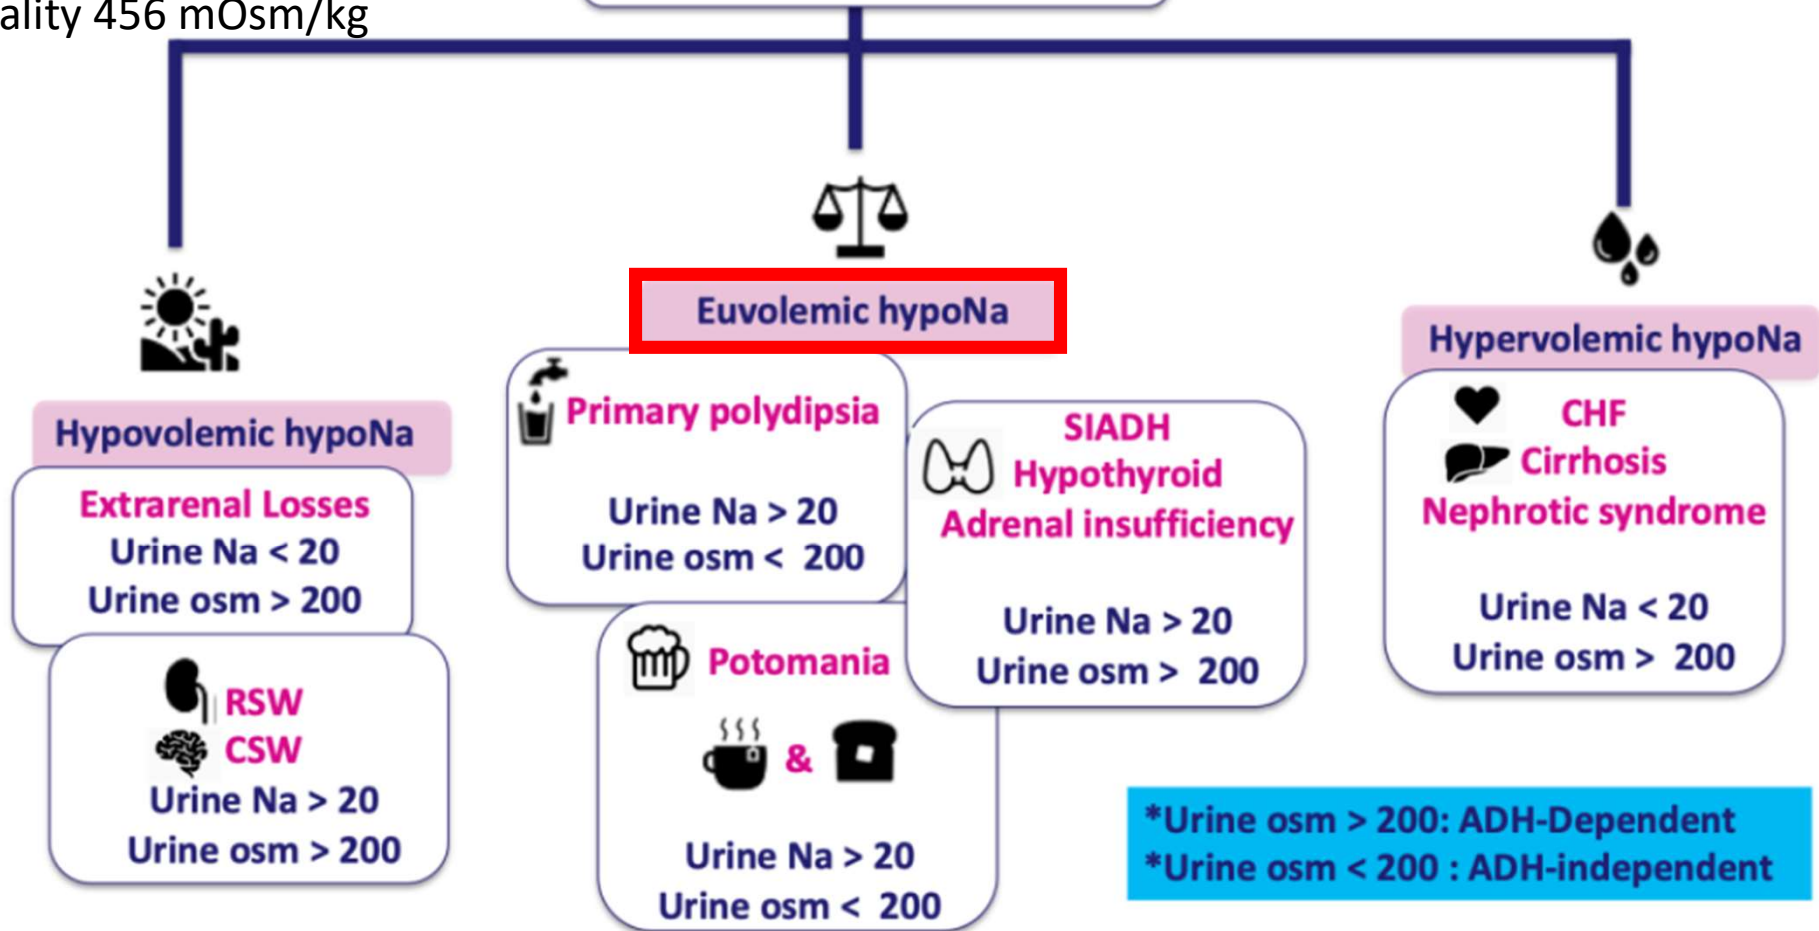 ality 456 mOsm/kg
Hypovolemic hypoNa
Extrarenal Losses
Urine Na < 20
Urine osm > 200
RSW
CSW
Urine Na > 20
Urine osm > 200
Euvolemic hypoNa
Primary polydipsia
Urine Na > 20
Urine osm < 200
Potomania
&
Urine Na > 20
Urine osm < 200
SIADH
Hypothyroid
Adrenal insufficiency
Urine Na > 20
Urine osm > 200
Hypervolemic hypoNa
CHF
Cirrhosis
Nephrotic syndrome
Urine Na < 20
Urine osm > 200
*Urine osm > 200: ADH-Dependent
*Urine osm < 200 : ADH-independent